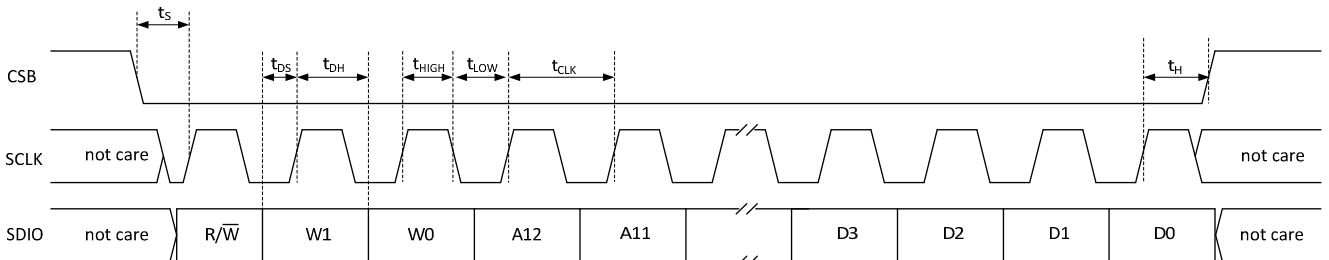 tS
tDS tDH tHIGH tLOW tCLK tH
CSB
SCLK not care not care
SDIO not care R/W̅ W1 W0 A12 A11 D3 D2 D1 D0 not care